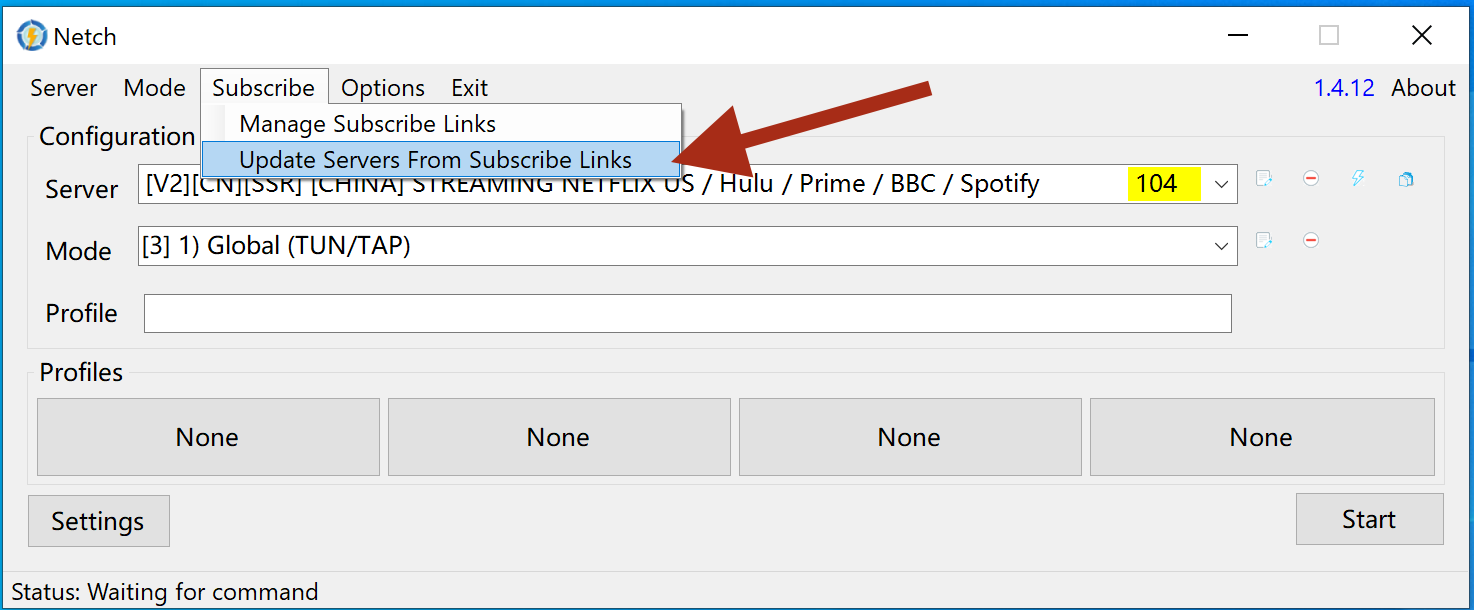 Netch
Server Mode Subscribe Options Exit 1.4.12 About
Manage Subscribe Links
Configuration
Update Servers From Subscribe Links
Server [V2][CN][SSR] [CHINA] STREAMING NETFLIX US / Hulu / Prime / BBC / Spotify 104
Mode [3] 1) Global (TUN/TAP)
Profile
Profiles
None None None None
Settings Start
Status: Waiting for command